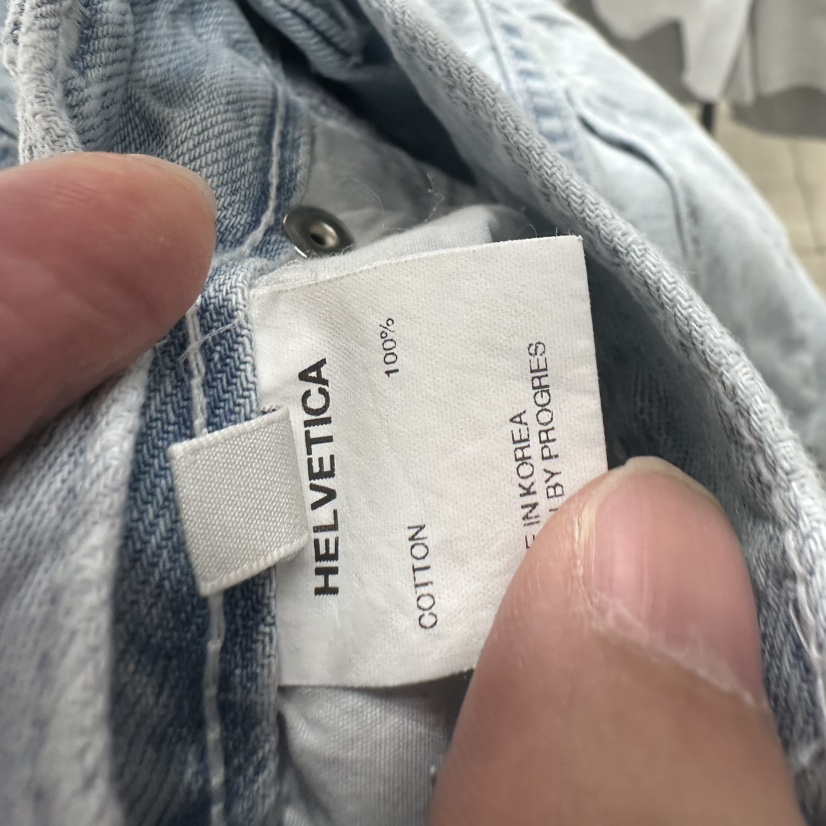 HELVETICA
COTTON 100%
IN KOREA
BY PROGRES